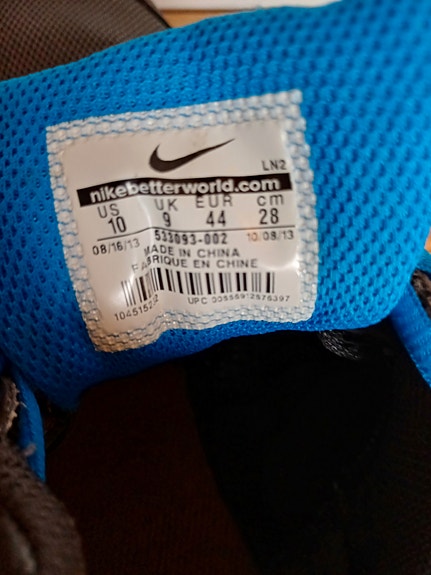 LN2
nikebetterworld.com
US UK EUR cm
10 9 44 28
08/16/13 533093-002 10/08/13
MADE IN CHINA
FABRIQUE EN CHINE
UPC